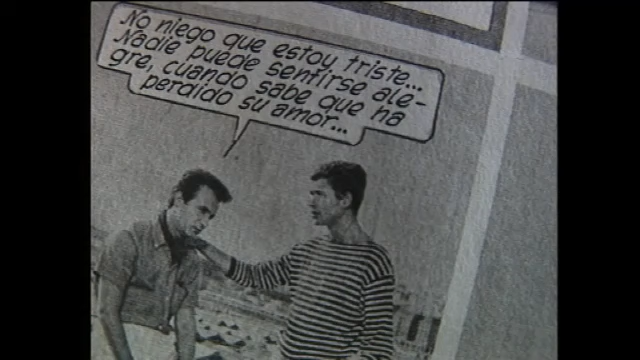 No niego que estoy triste...
Nadie puede sentirse ale-
gre, cuando sabe que ha
perdido su amor...